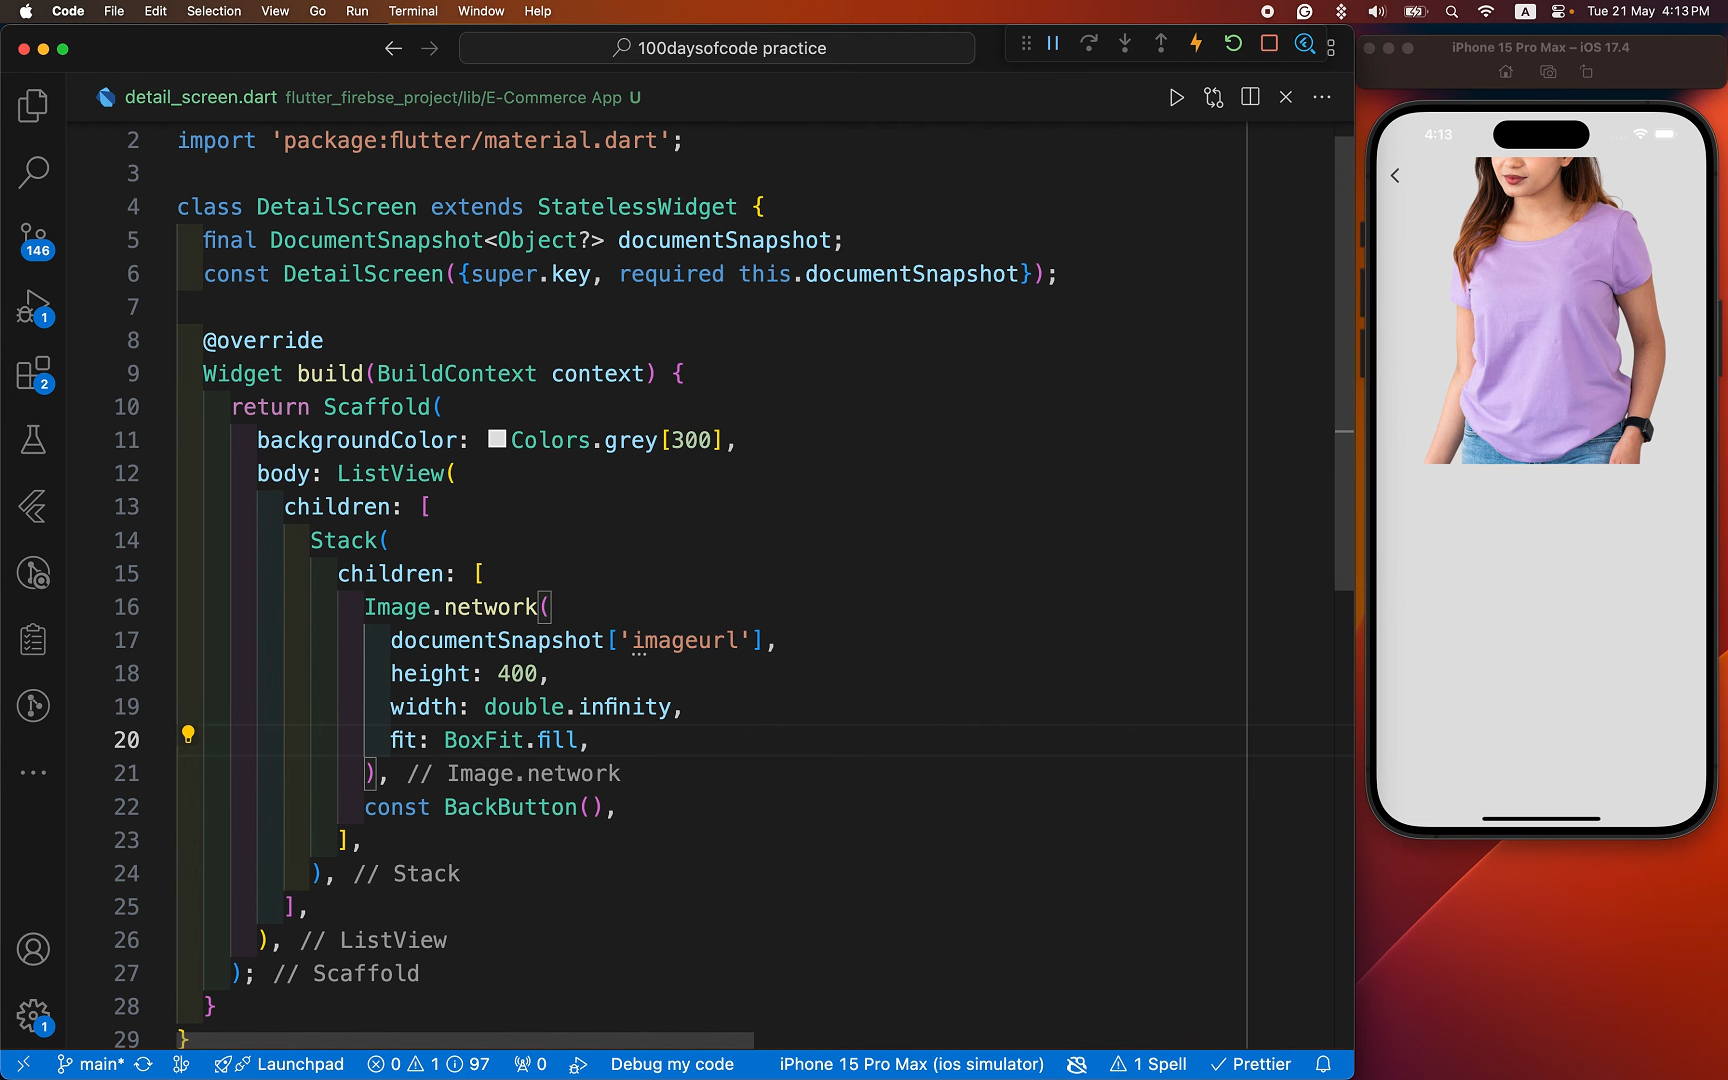 Code File Edit Selection View Go Run Terminal Window Help
A Tue 21 May 4:13 PM
100daysofcode practice
detail_screen.dart flutter_firebse_project/lib/E-Commerce App U
2 import 'package:flutter/material.dart';
3
4 class DetailScreen extends StatelessWidget {
5 final DocumentSnapshot<Object?> documentSnapshot;
6 const DetailScreen({super.key, required this.documentSnapshot});
7
8 @override
9 Widget build(BuildContext context) {
10 return Scaffold(
11 backgroundColor: Colors.grey[300],
12 body: ListView(
13 children: [
14 Stack(
15 children: [
16 Image.network(
17 documentSnapshot['imageurl'],
18 height: 400,
19 width: double.infinity,
20 fit: BoxFit.fill,
21 ), // Image.network
22 const BackButton(),
23 ],
24 ), // Stack
25 ],
26 ), // ListView
27 ); // Scaffold
28 }
29 }
146
1
2
1
main* Launchpad 0 1 97 0 Debug my code iPhone 15 Pro Max (ios simulator) 1 Spell Prettier
iPhone 15 Pro Max – iOS 17.4
4:13